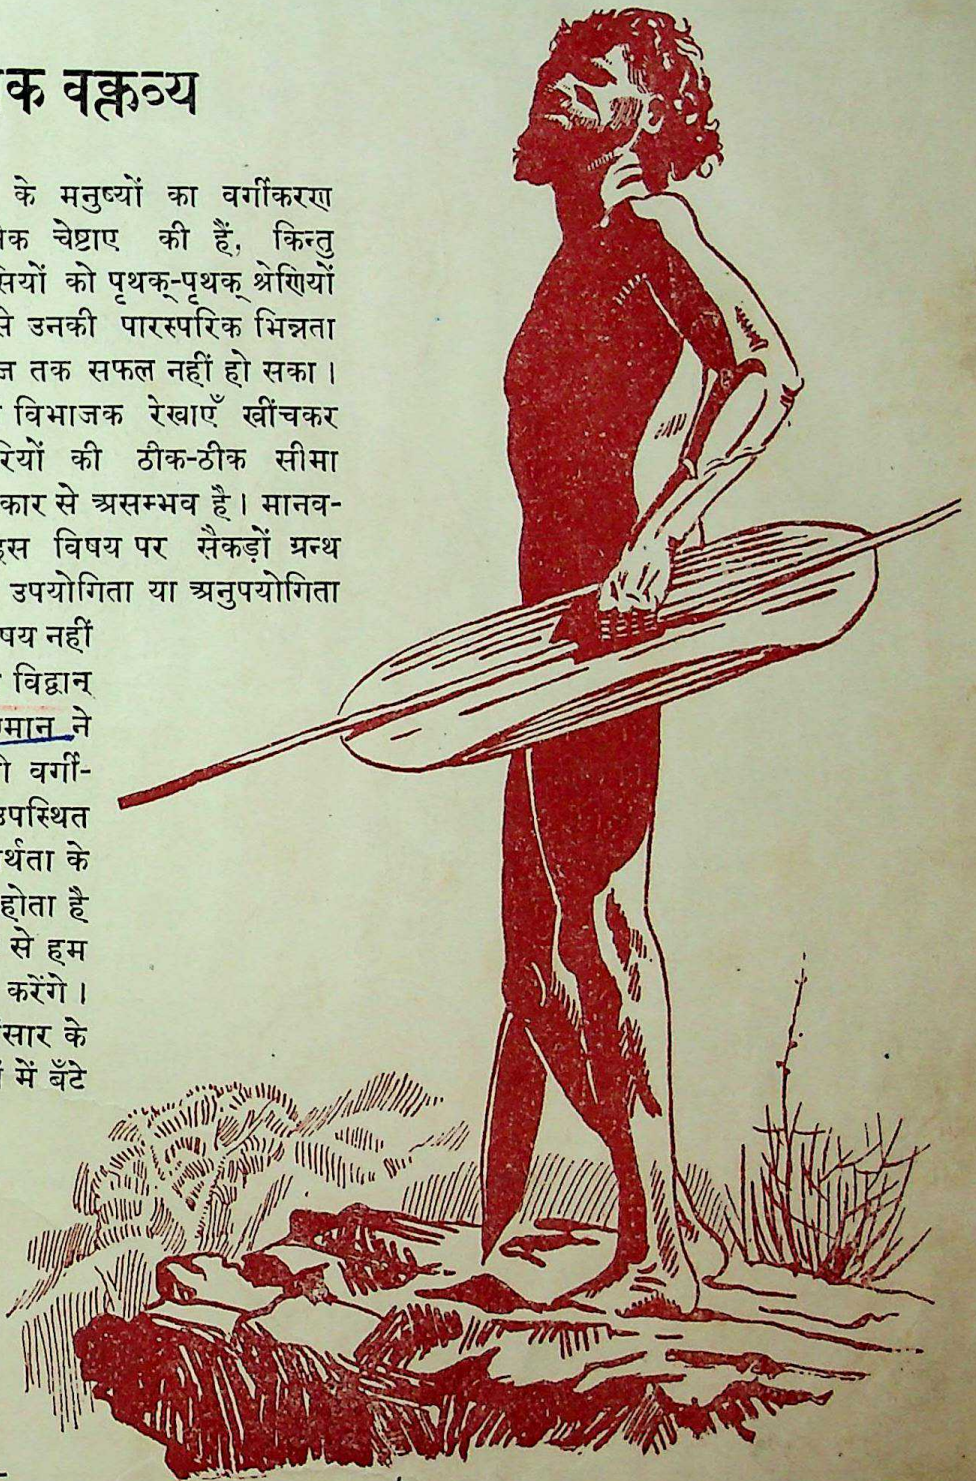 क वक्तव्य
के मनुष्यों का वर्गीकरण
चेष्टाए की हैं, किन्तु
सियों को पृथक्-पृथक् श्रेणियों
से उनकी पारस्परिक भिन्नता
ज तक सफल नहीं हो सका।
विभाजक रेखाएँ खींचकर
रियों की ठीक-ठीक सीमा
कार से असम्भव है। मानव-
इस विषय पर सैकड़ों ग्रन्थ
उपयोगिता या अनुपयोगिता
षय नहीं
विद्वान्
मान ने
वर्गी-
उपस्थित
र्थता के
होता है
से हम
करेंगे।
सार के
में बँटे